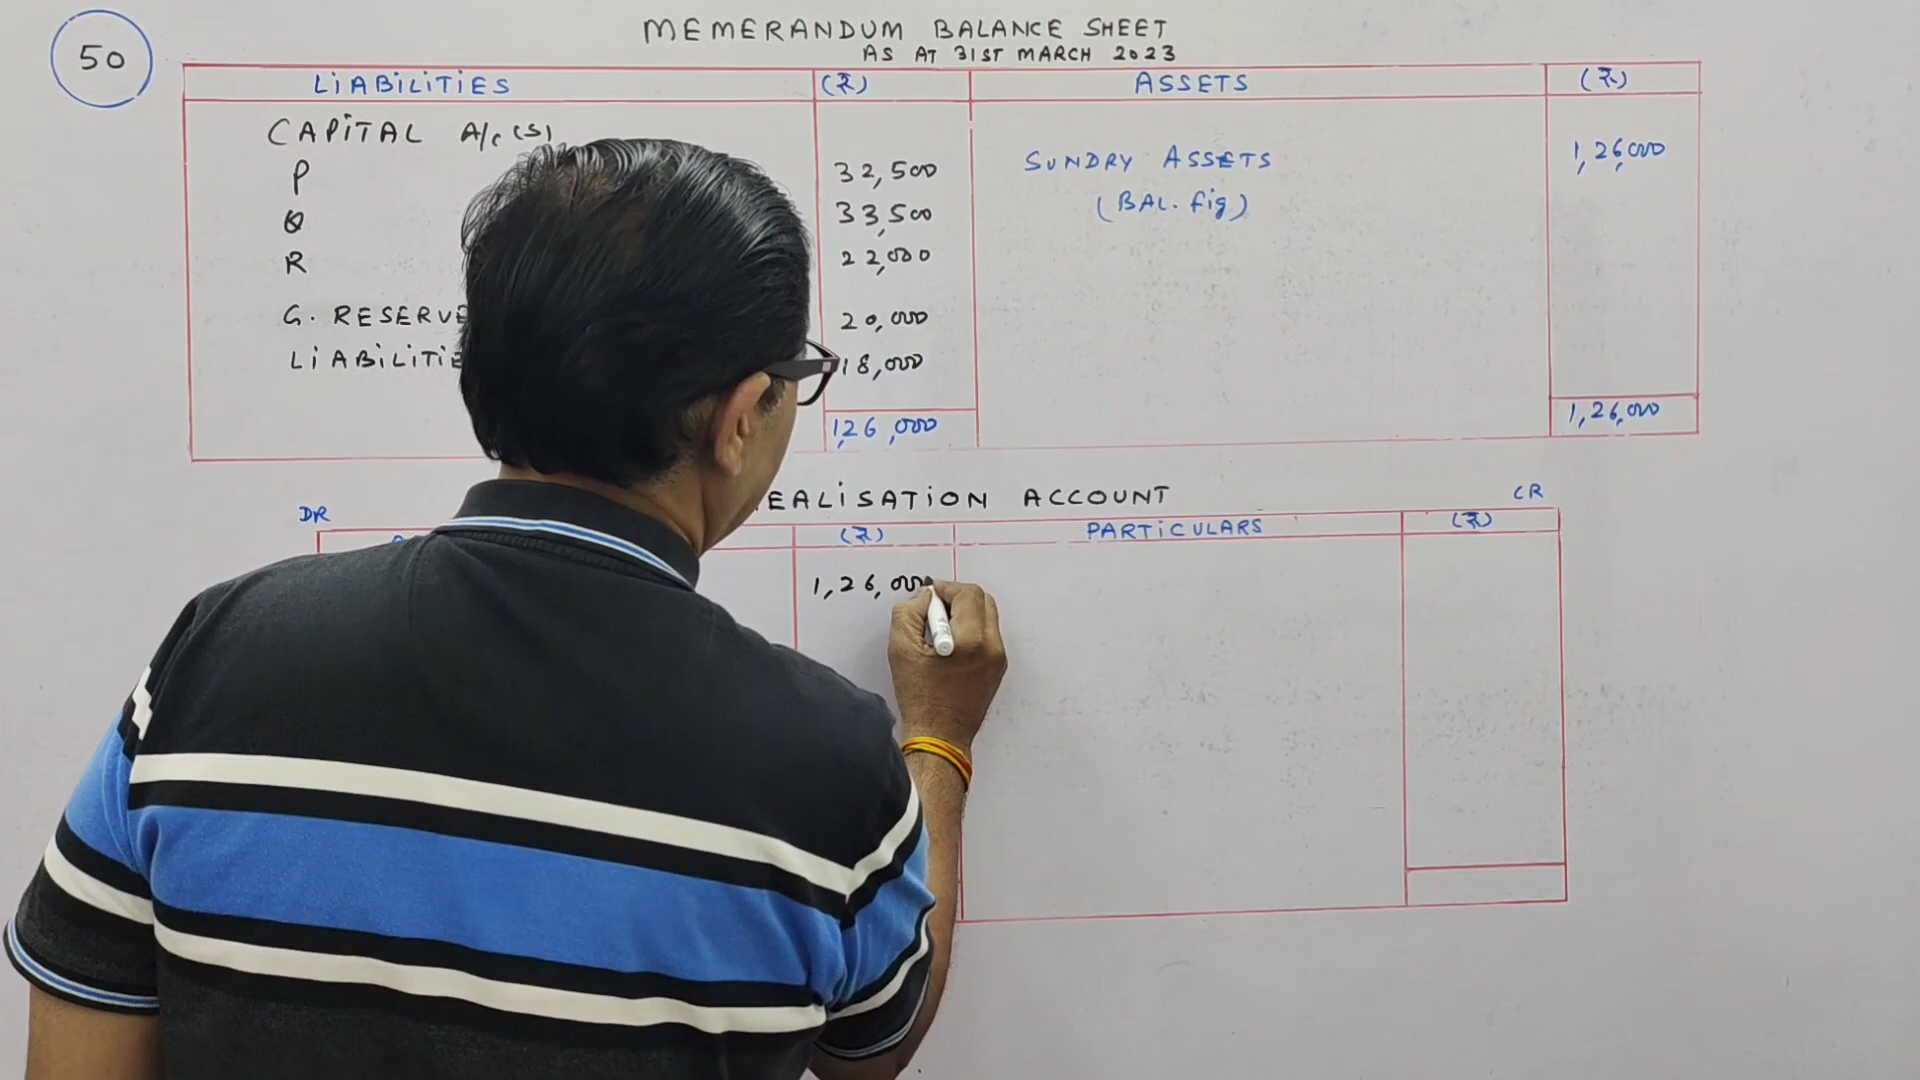 50
MEMERANDUM BALANCE SHEET
AS AT 31ST MARCH 2023
LIABILITIES (₹) ASSETS (₹)
CAPITAL A/c (S)
P 32,500 SUNDRY ASSETS 1,26,000
Q 33,500 (BAL. fig)
R 22,000
G. RESERVE 20,000
LIABILITIE 18,000
1,26,000 1,26,000
DR EALISATION ACCOUNT CR
(₹) PARTICULARS (₹)
1,26,000